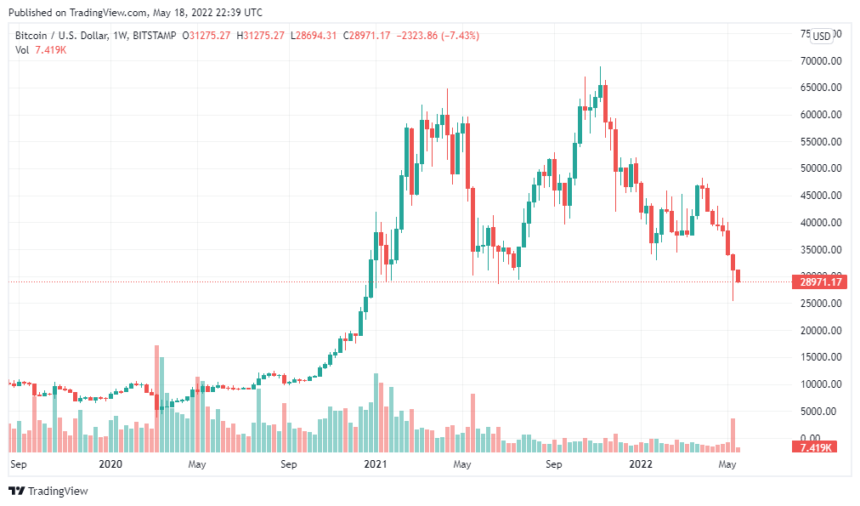 Published on TradingView.com, May 18, 2022 22:39 UTC
Bitcoin / U.S. Dollar, 1W, BITSTAMP O31275.27 H31275.27 L28694.31 C28971.17 −2323.86 (−7.43%)
Vol 7.419K
USD
70000.00
65000.00
60000.00
55000.00
50000.00
45000.00
40000.00
35000.00
28971.17
25000.00
20000.00
15000.00
10000.00
5000.00
0.00
7.419K
Sep 2020 May Sep 2021 May Sep 2022 May
TradingView